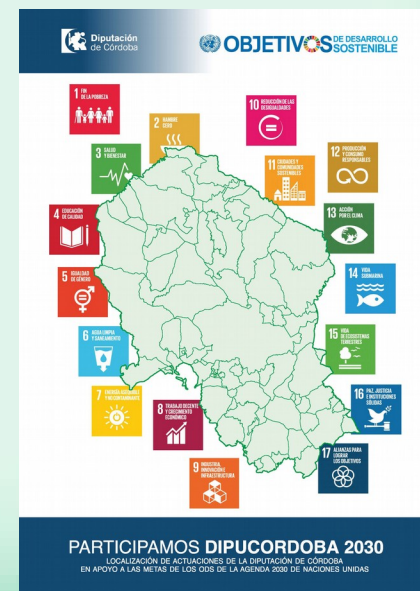 Diputación
de Córdoba
OBJETIVOS DE DESARROLLO
SOSTENIBLE
1 FIN
DE LA POBREZA
2 HAMBRE
CERO
3 SALUD
Y BIENESTAR
4 EDUCACIÓN
DE CALIDAD
5 IGUALDAD
DE GÉNERO
6 AGUA LIMPIA
Y SANEAMIENTO
7 ENERGÍA ASEQUIBLE
Y NO CONTAMINANTE
8 TRABAJO DECENTE
Y CRECIMIENTO
ECONÓMICO
9 INDUSTRIA,
INNOVACIÓN E
INFRAESTRUCTURA
10 REDUCCIÓN DE LAS
DESIGUALDADES
11 CIUDADES Y
COMUNIDADES
SOSTENIBLES
12 PRODUCCIÓN
Y CONSUMO
RESPONSABLES
13 ACCIÓN
POR EL CLIMA
14 VIDA
SUBMARINA
15 VIDA
DE ECOSISTEMAS
TERRESTRES
16 PAZ, JUSTICIA
E INSTITUCIONES
SÓLIDAS
17 ALIANZAS PARA
LOGRAR
LOS OBJETIVOS
PARTICIPAMOS DIPUCORDOBA 2030
LOCALIZACIÓN DE ACTUACIONES DE LA DIPUTACIÓN DE CÓRDOBA
EN APOYO A LAS METAS DE LOS ODS DE LA AGENDA 2030 DE NACIONES UNIDAS